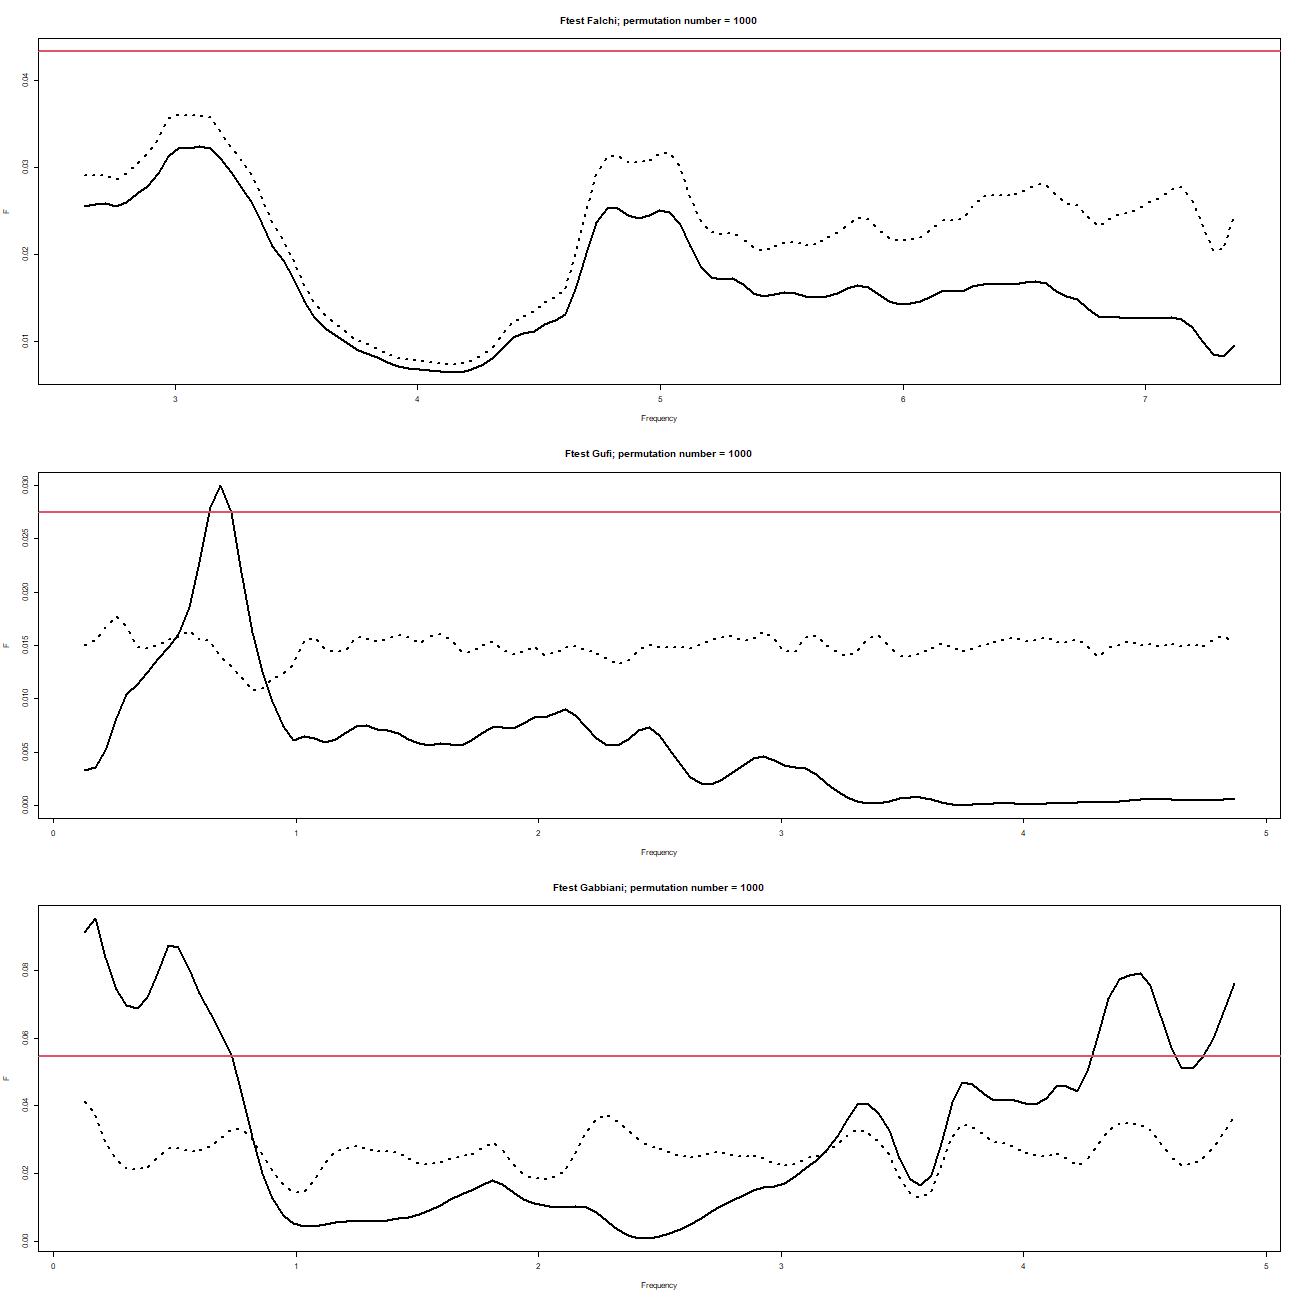 Ftest Falchi; permutation number = 1000
0.04
0.03
0.02
0.01
F
3 4 5 6 7
Frequency
Ftest Gufi; permutation number = 1000
0.030
0.025
0.020
0.015
0.010
0.005
0.000
F
0 1 2 3 4 5
Frequency
Ftest Gabbiani; permutation number = 1000
0.08
0.06
0.04
0.02
0.00
F
0 1 2 3 4 5
Frequency